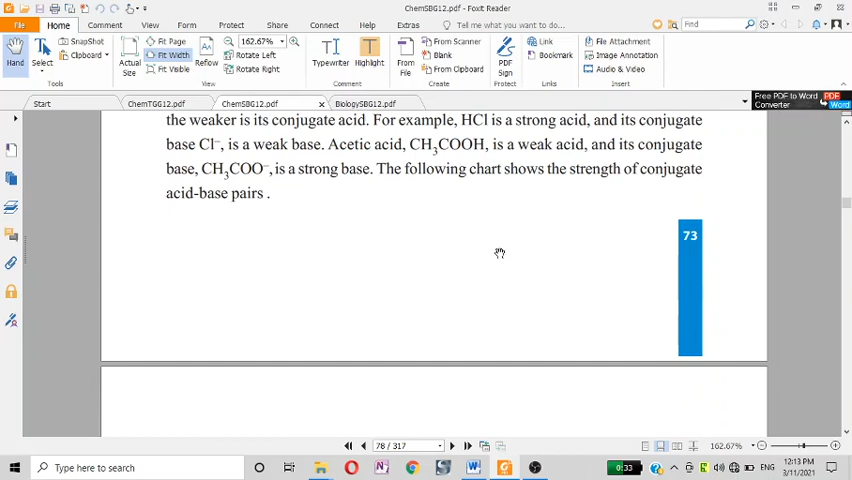 ChemSBG12.pdf - Foxit Reader
File Home Comment View Form Protect Share Connect Help Extras Tell me what you want to do... Find
Hand Select SnapShot Clipboard Actual Size Fit Page Fit Width Fit Visible Reflow 162.67% Rotate Left Rotate Right Typewriter Highlight From File From Scanner Blank From Clipboard PDF Sign Link Bookmark File Attachment Image Annotation Audio & Video
Tools View Comment Create Protect Links Insert
Start ChemTGG12.pdf ChemSBG12.pdf BiologySBG12.pdf
Free PDF to Word Converter PDF Word
the weaker is its conjugate acid. For example, HCl is a strong acid, and its conjugate
base Cl⁻, is a weak base. Acetic acid, CH₃COOH, is a weak acid, and its conjugate
base, CH₃COO⁻, is a strong base. The following chart shows the strength of conjugate
acid-base pairs .
73
78 / 317 162.67%
Type here to search 0:33 ENG 12:13 PM
3/11/2021